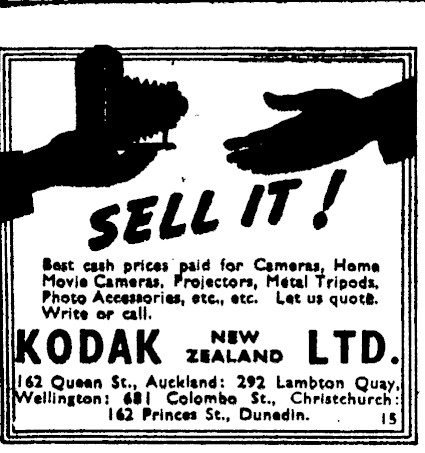 SELL IT!
Best cash prices paid for Cameras, Home
Movie Cameras, Projectors, Metal Tripods,
Photo Accessories, etc., etc. Let us quote.
Write or call.
KODAK NEW ZEALAND LTD.
162 Queen St., Auckland: 292 Lambton Quay,
Wellington: 681 Colombo St., Christchurch:
162 Princes St., Dunedin. 15